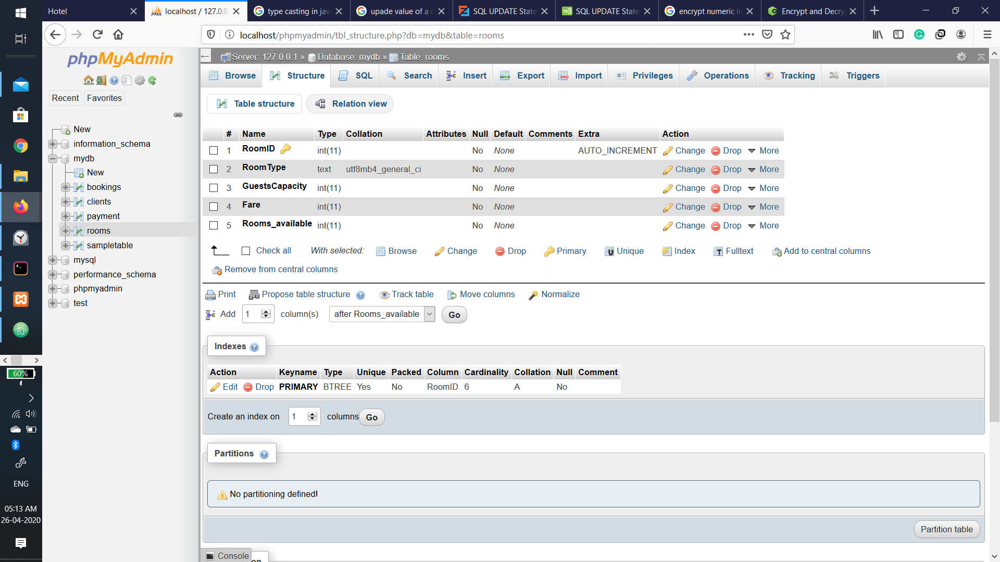 Hotel
localhost / 127.0.0.
type casting in jav
upade value of a c
SQL UPDATE State
SQL UPDATE State
encrypt numeric in
Encrypt and Decry
localhost/phpmyadmin/tbl_structure.php?db=mydb&table=rooms
phpMyAdmin
Recent
Favorites
New
information_schema
mydb
New
bookings
clients
payment
rooms
sampletable
mysql
performance_schema
phpmyadmin
test
Server: 127.0.0.1 » Database: mydb » Table: rooms
Browse Structure SQL Search Insert Export Import Privileges Operations Tracking Triggers
Table structure Relation view
# Name Type Collation Attributes Null Default Comments Extra Action
1 RoomID int(11) No None AUTO_INCREMENT Change Drop More
2 RoomType text utf8mb4_general_ci No None Change Drop More
3 GuestsCapacity int(11) No None Change Drop More
4 Fare int(11) No None Change Drop More
5 Rooms_available int(11) No None Change Drop More
Check all With selected: Browse Change Drop Primary Unique Index Fulltext Add to central columns
Remove from central columns
Print Propose table structure Track table Move columns Normalize
Add 1 column(s) after Rooms_available Go
Indexes
Action Keyname Type Unique Packed Column Cardinality Collation Null Comment
Edit Drop PRIMARY BTREE Yes No RoomID 6 A No
Create an index on 1 columns Go
Partitions
No partitioning defined!
Partition table
Console
60%
ENG
05:13 AM
26-04-2020